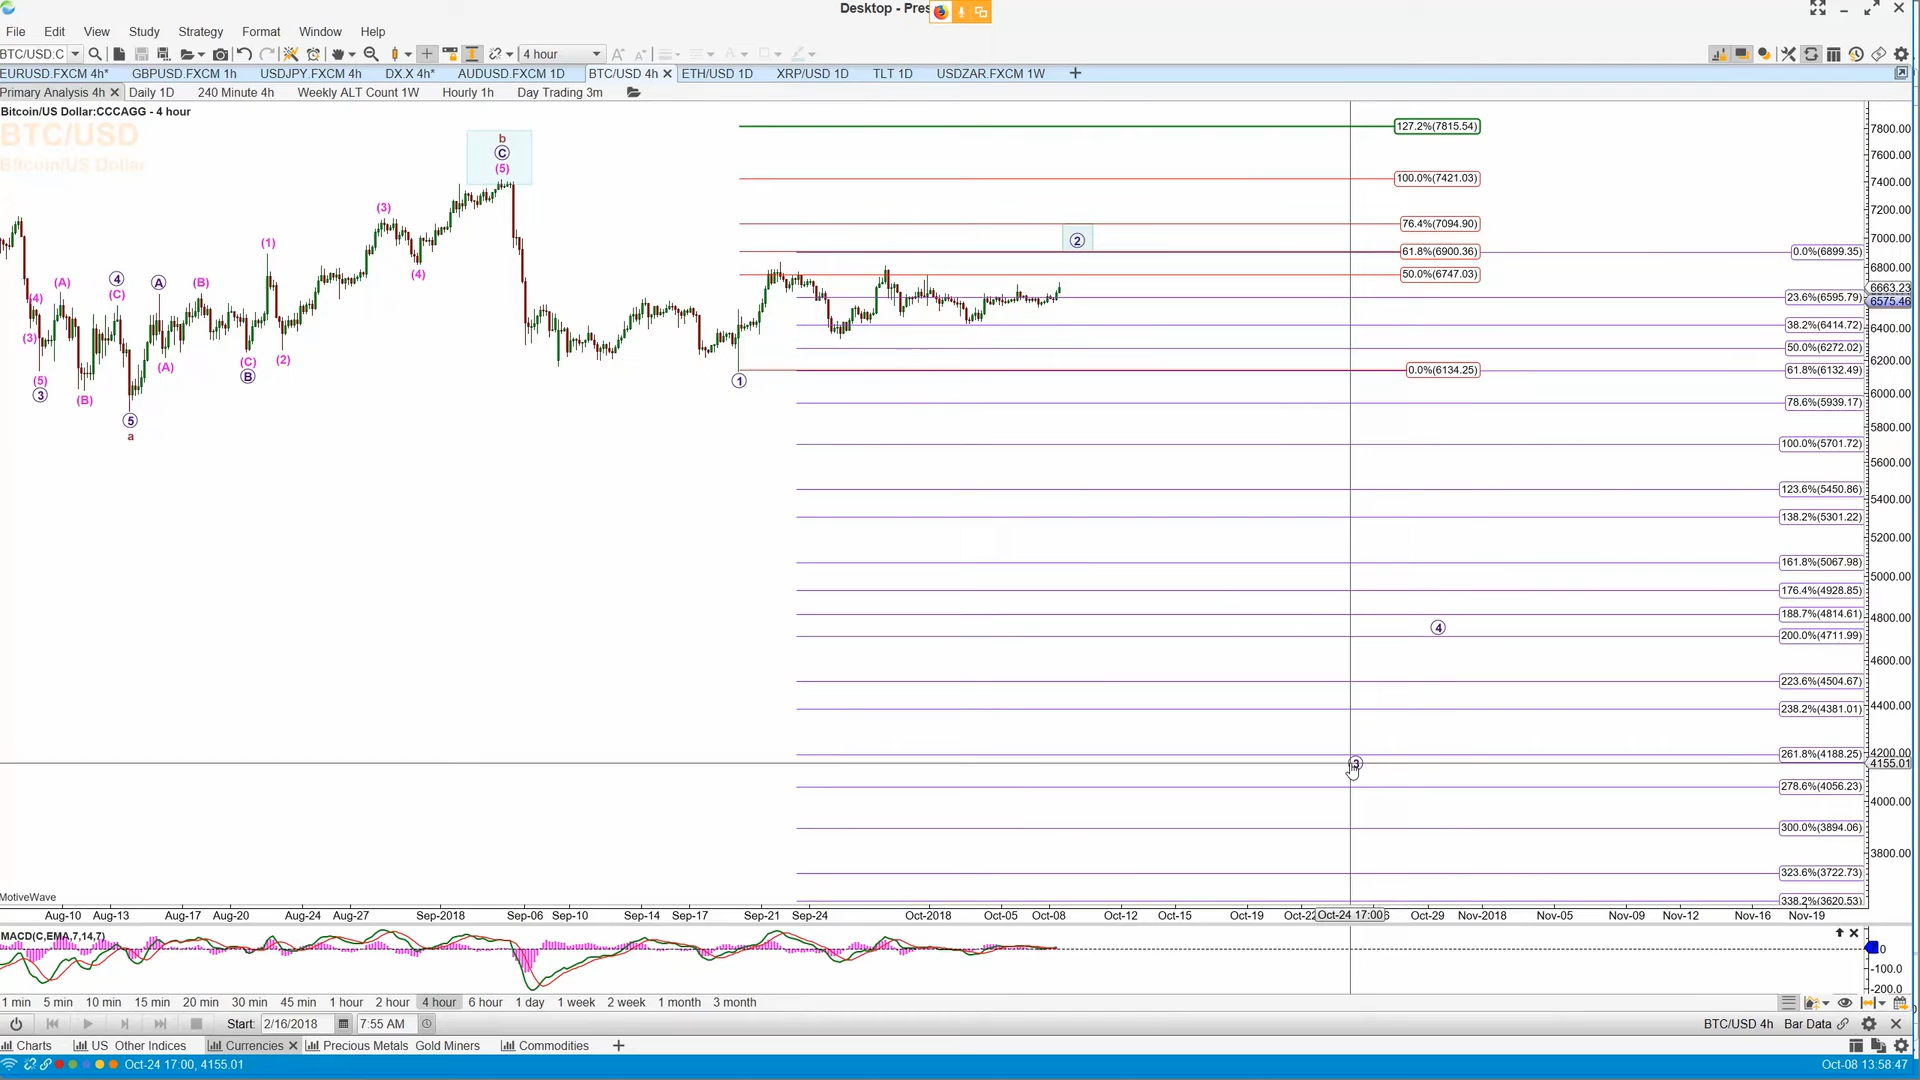 Desktop - Pres
File Edit View Study Strategy Format Window Help
BTC/USD:C 4 hour
EURUSD.FXCM 4h* GBPUSD.FXCM 1h USDJPY.FXCM 4h DX.X 4h* AUDUSD.FXCM 1D BTC/USD 4h ETH/USD 1D XRP/USD 1D TLT 1D USDZAR.FXCM 1W
Primary Analysis 4h Daily 1D 240 Minute 4h Weekly ALT Count 1W Hourly 1h Day Trading 3m
Bitcoin/US Dollar:CCCAGG - 4 hour
BTC/USD
Bitcoin/US Dollar
127.2%(7815.54)
7800.00
b
C
7600.00
(5)
100.0%(7421.03)
7400.00
(3)
7200.00
76.4%(7094.90)
(1)
2
7000.00
61.8%(6900.36)
0.0%(6899.35)
6800.00
(4)
50.0%(6747.03)
4
(A)
A
(B)
6663.23
(C)
(4)
23.6%(6595.79)
6575.46
38.2%(6414.72)
6400.00
(3)
50.0%(6272.02)
(C)
(2)
6200.00
(A)
B
0.0%(6134.25)
61.8%(6132.49)
(5)
1
3
(B)
6000.00
78.6%(5939.17)
5
a
5800.00
100.0%(5701.72)
5600.00
123.6%(5450.86)
5400.00
138.2%(5301.22)
5200.00
161.8%(5067.98)
5000.00
176.4%(4928.85)
188.7%(4814.61)
4800.00
4
200.0%(4711.99)
4600.00
223.6%(4504.67)
238.2%(4381.01)
4400.00
261.8%(4188.25)
4200.00
3
4155.01
278.6%(4056.23)
4000.00
300.0%(3894.06)
3800.00
323.6%(3722.73)
MotiveWave
338.2%(3620.53)
Aug-10 Aug-13 Aug-17 Aug-20 Aug-24 Aug-27 Sep-2018 Sep-06 Sep-10 Sep-14 Sep-17 Sep-21 Sep-24 Oct-2018 Oct-05 Oct-08 Oct-12 Oct-15 Oct-19 Oct-22 Oct-24 17:00 Oct-29 Nov-2018 Nov-05 Nov-09 Nov-12 Nov-16 Nov-19
MACD(C,EMA,7,14,7)
0
-100.0
-200.0
1 min 5 min 10 min 15 min 20 min 30 min 45 min 1 hour 2 hour 4 hour 6 hour 1 day 1 week 2 week 1 month 3 month
Start: 2/16/2018 7:55 AM BTC/USD 4h Bar Data
Charts US Other Indices Currencies Precious Metals Gold Miners Commodities
Oct-24 17:00, 4155.01 Oct-08 13:58:47